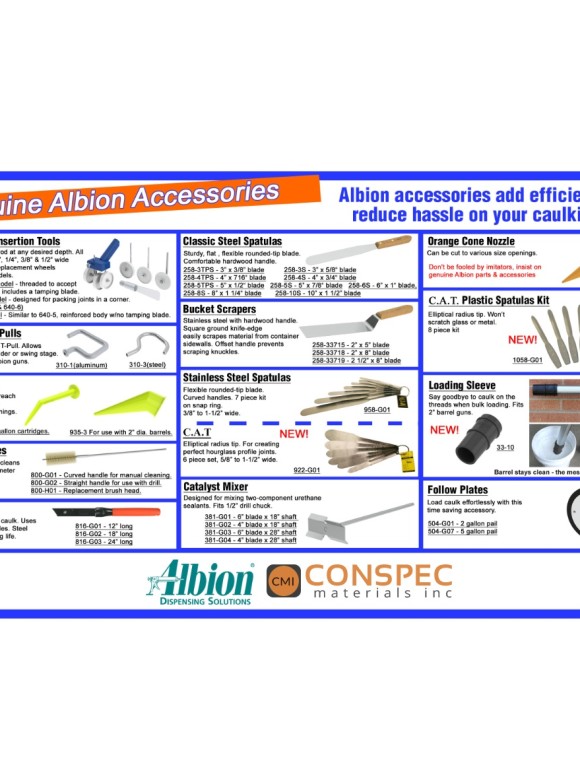 uine Albion Accessories
Albion accessories add efficie
reduce hassle on your caulki
nsertion Tools
od at any desired depth. All
", 1/4", 3/8" & 1/2" wide
eplacement wheels
dels.
odel - threaded to accept
includes a tamping blade.
del - designed for packing joints in a corner.
& 640-6)
l - Similar to 640-5, reinforced body w/no tamping blade.
Pulls
T-Pull. Allows
der or swing stage.
bion guns.
310-1(aluminum)
310-3(steel)
reach
nings.
gallon cartridges.
935-3 For use with 2" dia. barrels.
es
cleans
meter
800-G01 - Curved handle for manual cleaning.
800-G02 - Straight handle for use with drill.
800-H01 - Replacement brush head.
caulk. Uses
des. Steel
g life.
816-G01 - 12" long
816-G02 - 18" long
816-G03 - 24" long
Classic Steel Spatulas
Sturdy, flat , flexible rounded-tip blade.
Comfortable hardwood handle.
258-3TPS - 3" x 3/8" blade 258-3S - 3" x 5/8" blade
258-4TPS - 4" x 7/16" blade 258-4S - 4" x 3/4" blade
258-5TPS - 5" x 1/2" blade 258-5S - 5" x 7/8" blade 258-6S - 6" x 1" blade,
258-8S - 8" x 1 1/4" blade 258-10S - 10" x 1 1/2" blade
Bucket Scrapers
Stainless steel with hardwood handle.
Square ground knife-edge
easily scrapes material from container
sidewalls. Offset handle prevents
scraping knuckles.
258-33715 - 2" x 5" blade
258-33718 - 2" x 8" blade
258-33719 - 2 1/2" x 8" blade
Stainless Steel Spatulas
Flexible rounded-tip blade.
Curved handles. 7 piece kit
on snap ring.
3/8" to 1-1/2" wide.
958-G01
C.A.T
NEW!
Elliptical radius tip. For creating
perfect hourglass profile joints.
6 piece set, 5/8" to 1-1/2" wide.
922-G01
Catalyst Mixer
Designed for mixing two-component urethane
sealants. Fits 1/2" drill chuck.
381-G01 - 6" blade x 18" shaft
381-G02 - 4" blade x 18" shaft
381-G03 - 6" blade x 28" shaft
381-G04 - 4" blade x 28" shaft
Orange Cone Nozzle
Can be cut to various size openings.
Don't be fooled by imitators, insist on
genuine Albion parts & accessories
C.A.T. Plastic Spatulas Kit
Elliptical radius tip. Won't
scratch glass or metal.
8 piece kit
NEW!
1058-G01
Loading Sleeve
Say goodbye to caulk on the
threads when bulk loading. Fits
2" barrel guns.
NEW!
33-10
Barrel stays clean - the mes
Follow Plates
Load caulk effortlessly with this
time saving accessory.
504-G01 - 2 gallon pail
504-G07 - 5 gallon pail
Albion®
DISPENSING SOLUTIONS
CMI
CONSPEC
materials inc